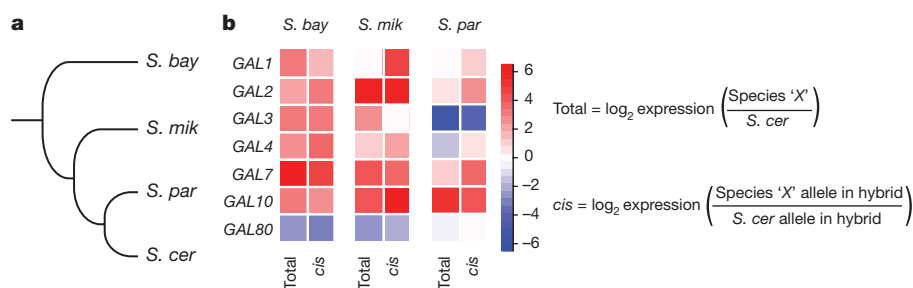 a
S. bay
S. mik
S. par
S. cer
b
S. bay S. mik S. par
GAL1
GAL2
GAL3
GAL4
GAL7
GAL10
GAL80
Total cis Total cis Total cis
6
4
2
0
−2
−4
−6
Total = log2 expression (Species ‘X’ / S. cer)
cis = log2 expression (Species ‘X’ allele in hybrid / S. cer allele in hybrid)